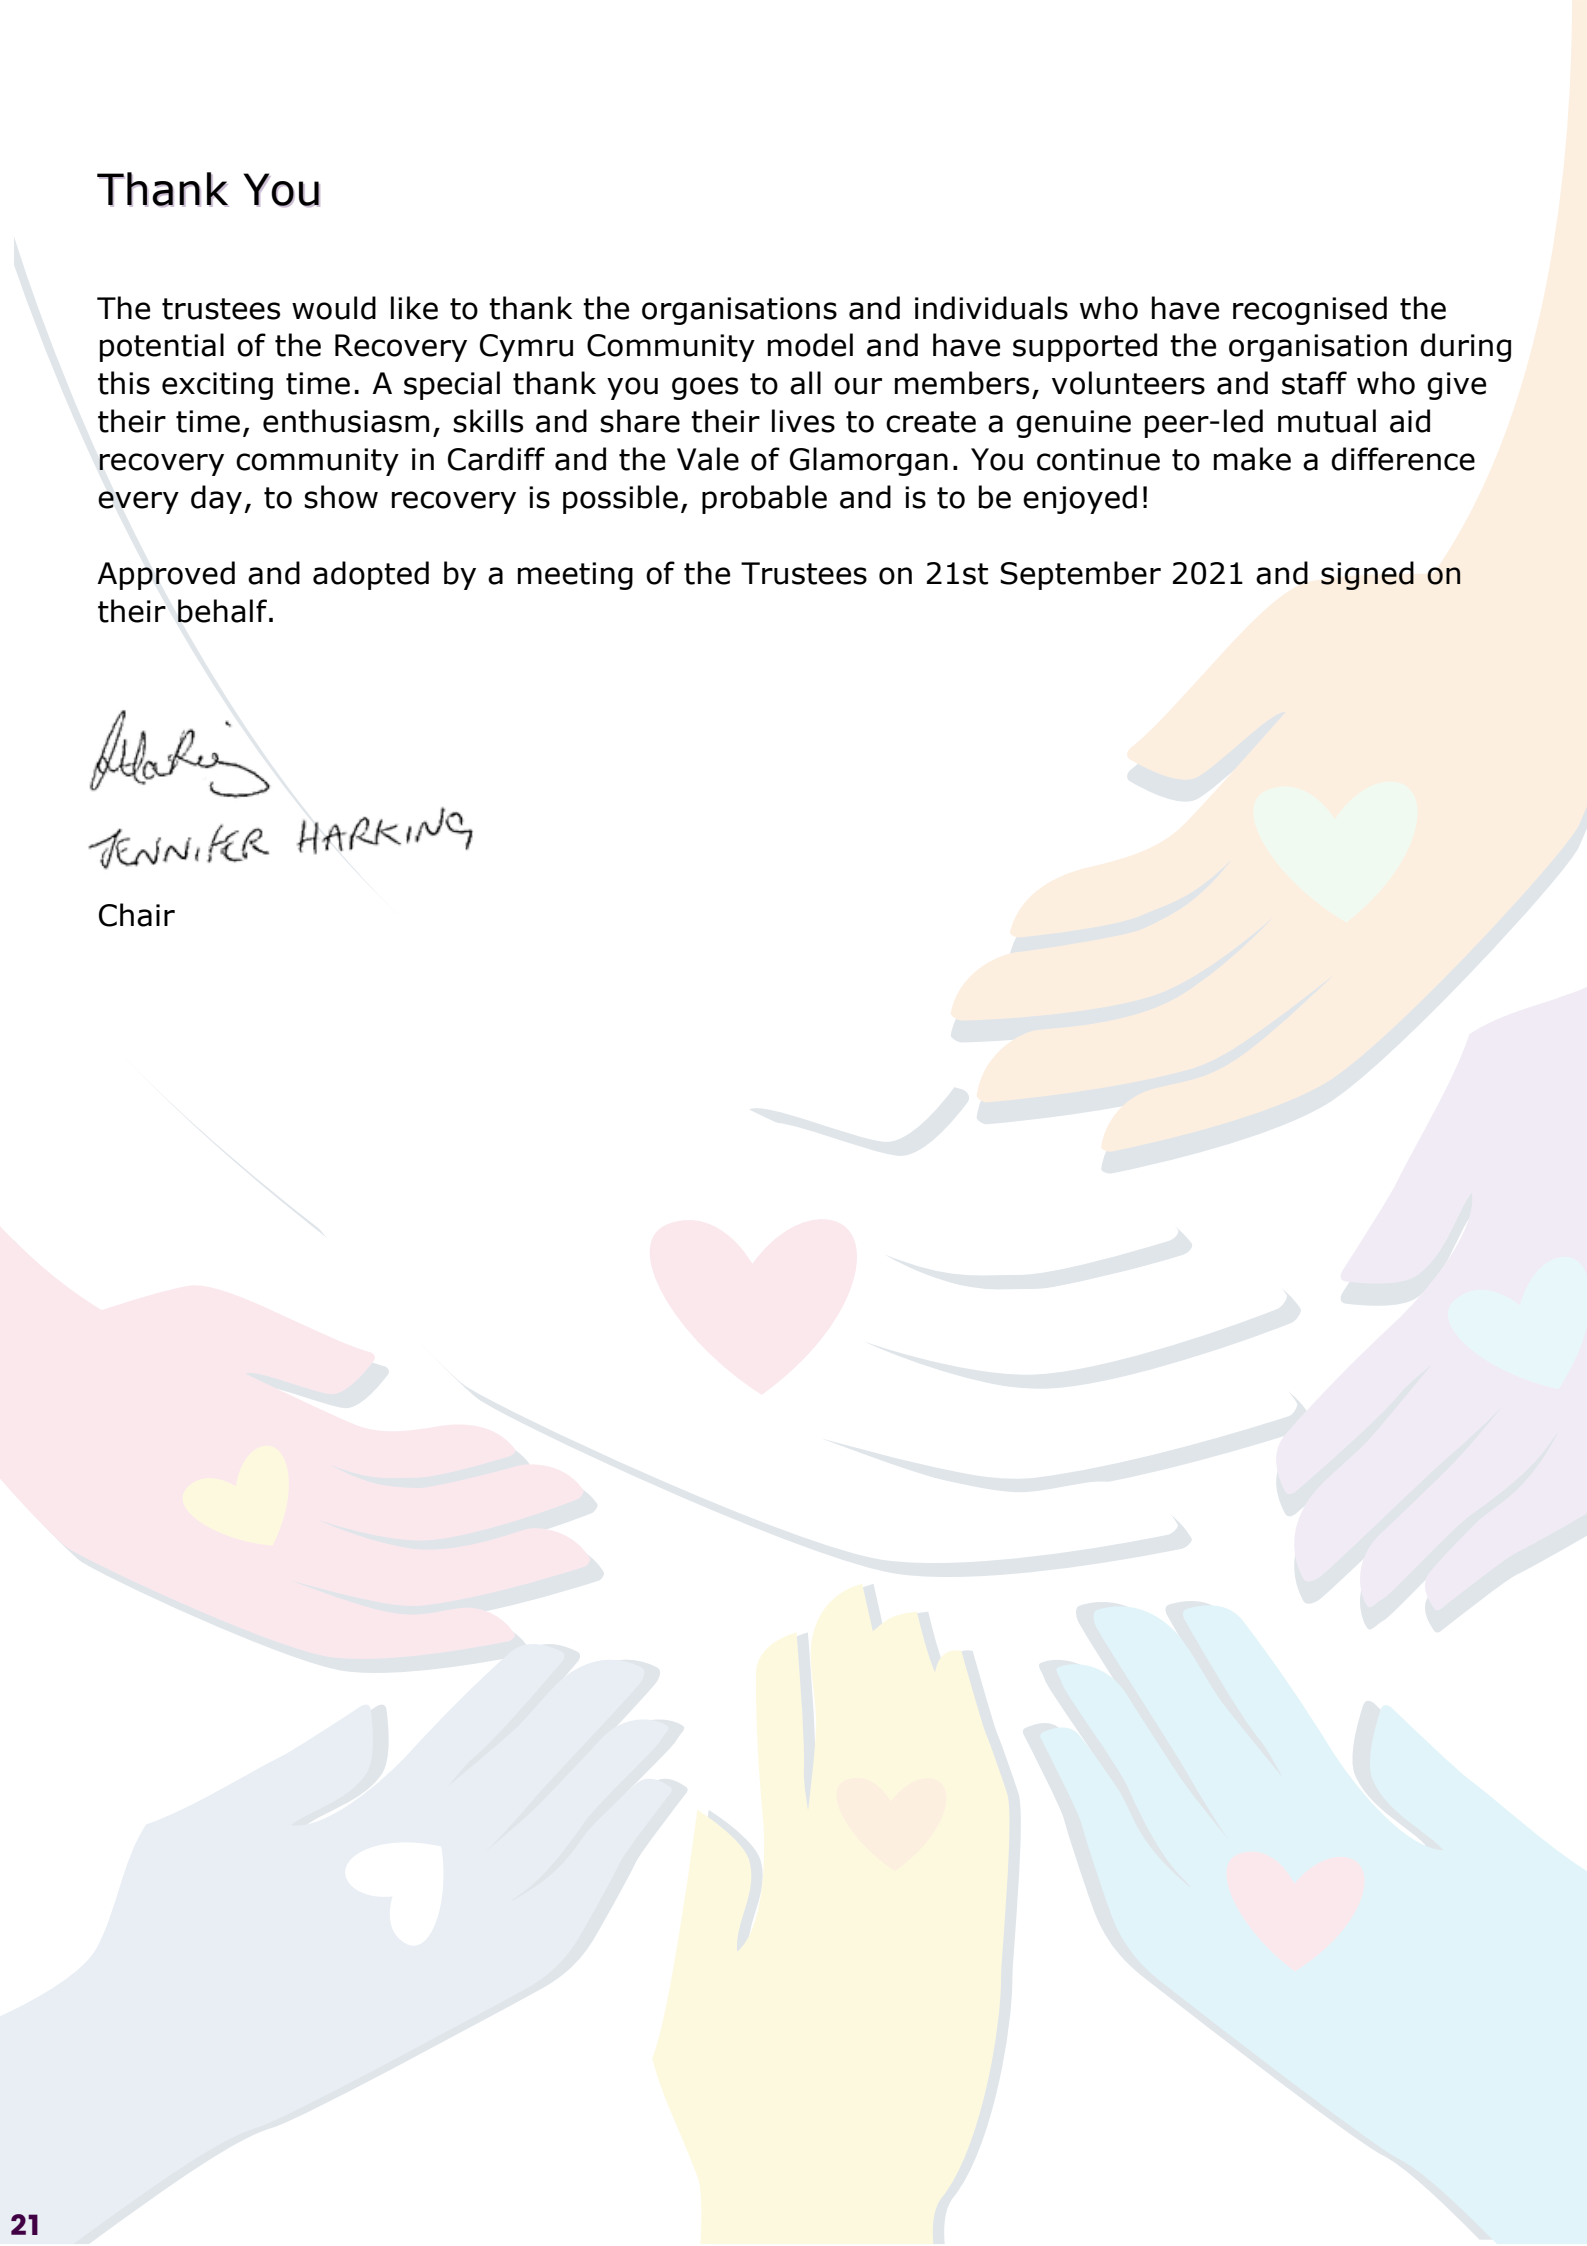 Thank You
The trustees would like to thank the organisations and individuals who have recognised the
potential of the Recovery Cymru Community model and have supported the organisation during
this exciting time. A special thank you goes to all our members, volunteers and staff who give
their time, enthusiasm, skills and share their lives to create a genuine peer-led mutual aid
recovery community in Cardiff and the Vale of Glamorgan. You continue to make a difference
every day, to show recovery is possible, probable and is to be enjoyed!
Approved and adopted by a meeting of the Trustees on 21st September 2021 and signed on
their behalf.
JENNIFER HARKING
Chair
21